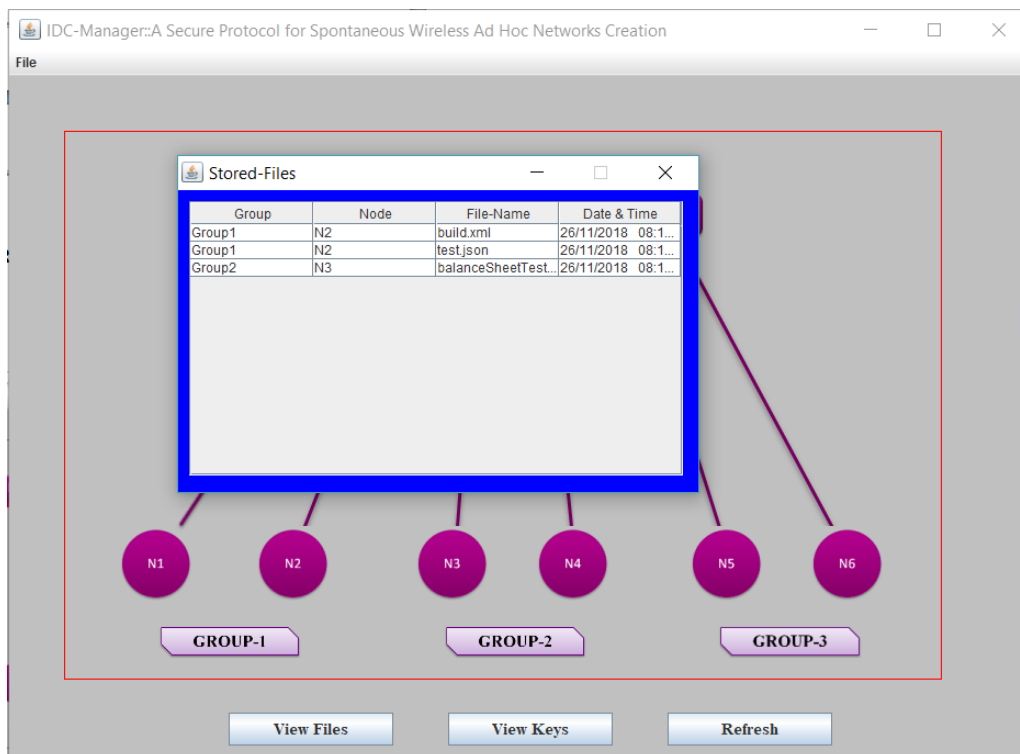 IDC-Manager::A Secure Protocol for Spontaneous Wireless Ad Hoc Networks Creation
File
Stored-Files
Group Node File-Name Date & Time
Group1 N2 build.xml 26/11/2018 08:1...
Group1 N2 test.json 26/11/2018 08:1...
Group2 N3 balanceSheetTest... 26/11/2018 08:1...
N1 N2 N3 N4 N5 N6
GROUP-1 GROUP-2 GROUP-3
View Files View Keys Refresh